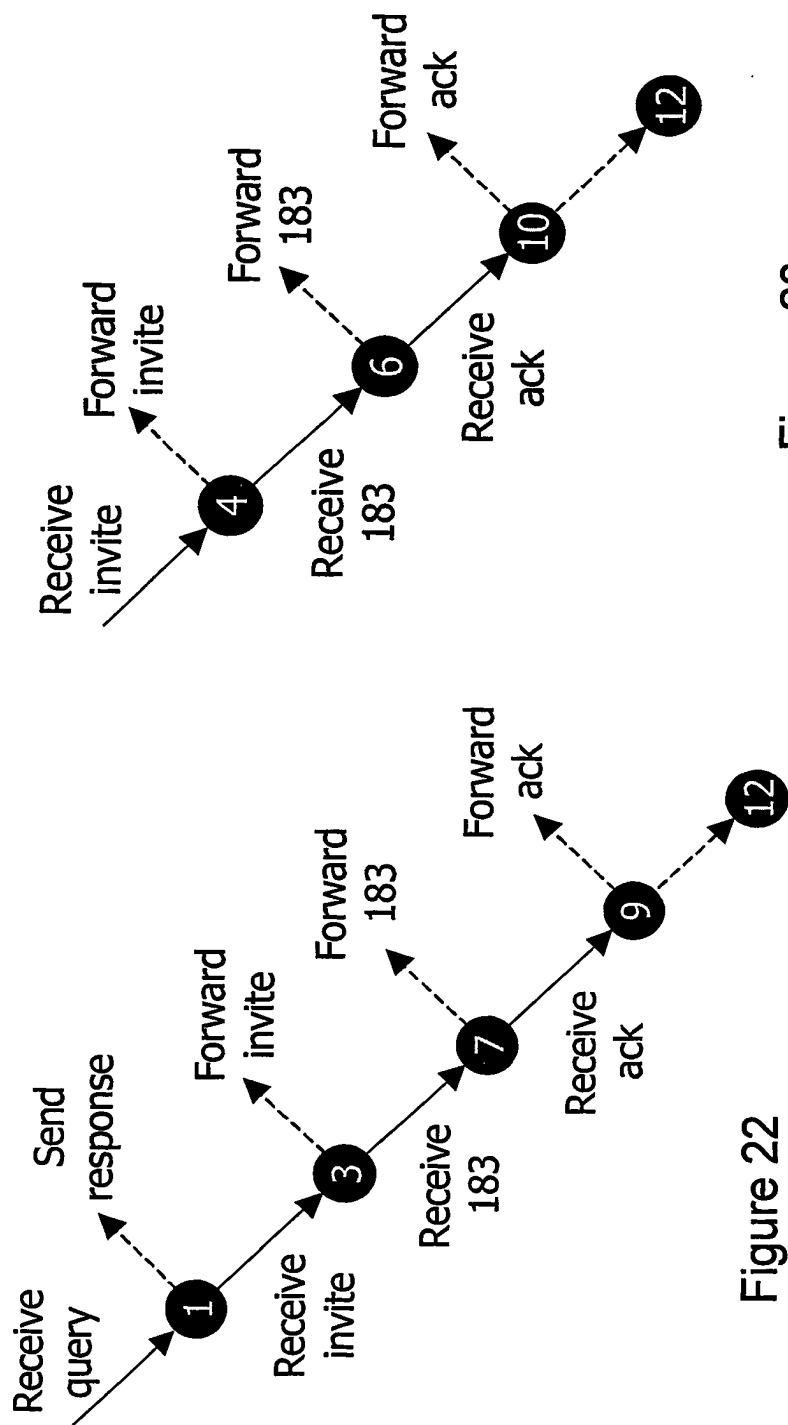 Receive
query
Send
response
1
Receive
invite
Forward
invite
3
Receive
183
Forward
183
7
Receive
ack
Forward
ack
9
12
Figure 22
Receive
invite
Forward
invite
4
Receive
183
Forward
183
6
Receive
ack
Forward
ack
10
12